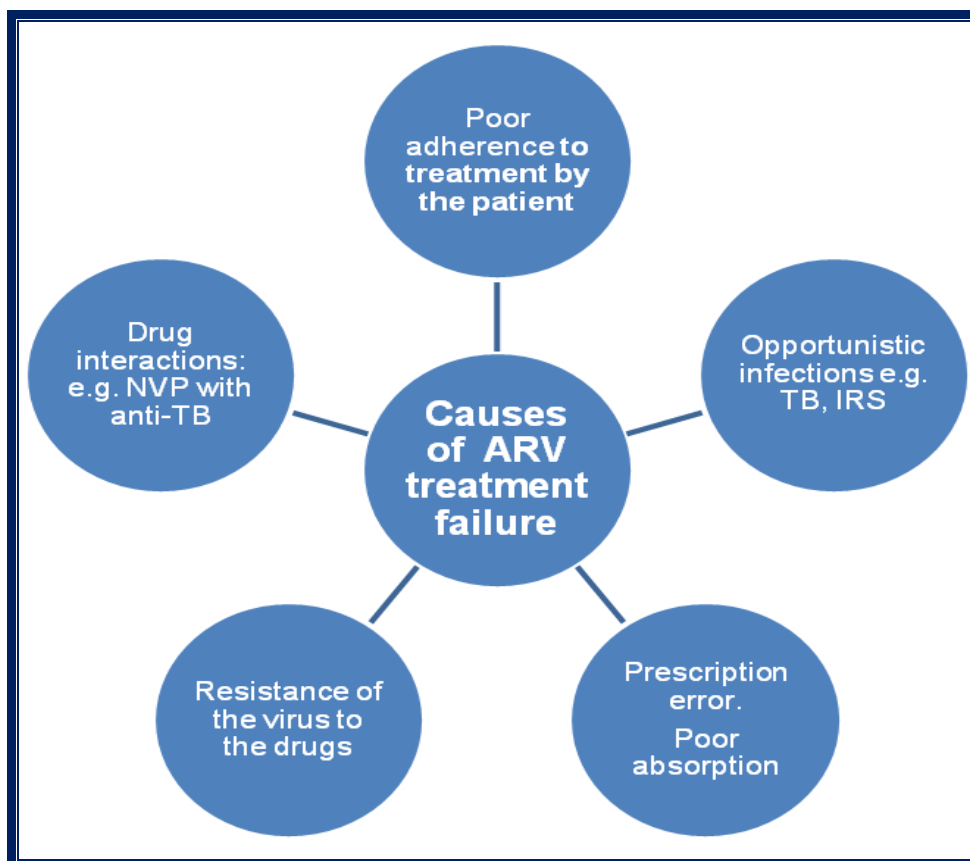 Poor
adherence to
treatment by
the patient
Drug
interactions:
e.g. NVP with
anti-TB
Opportunistic
infections e.g.
TB, IRS
Causes
of ARV
treatment
failure
Resistance of
the virus to
the drugs
Prescription
error.
Poor
absorption